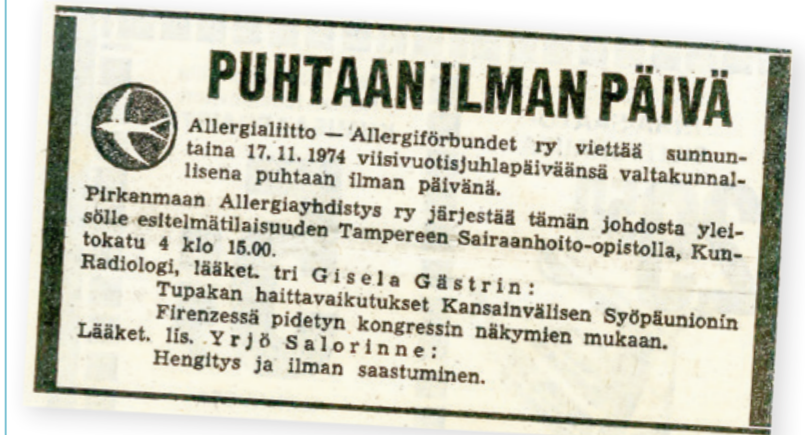 PUHTAAN ILMAN PÄIVÄ
Allergialiitto — Allergiförbundet ry viettää sunnun-
taina 17.11.1974 viisivuotisjuhlapäiväänsä valtakunnal-
lisena puhtaan ilman päivänä.
Pirkanmaan Allergiayhdistys ry järjestää tämän johdosta ylei-
sölle esitelmätilaisuuden Tampereen Sairaanhoito-opistolla, Kun-
tokatu 4 klo 15.00.
Radiologi, lääket. tri Gisela Gästrin:
Tupakan haittavaikutukset Kansainvälisen Syöpäunionin
Firenzessä pidetyn kongressin näkymien mukaan.
Lääket. lis. Yrjö Salorinne:
Hengitys ja ilman saastuminen.